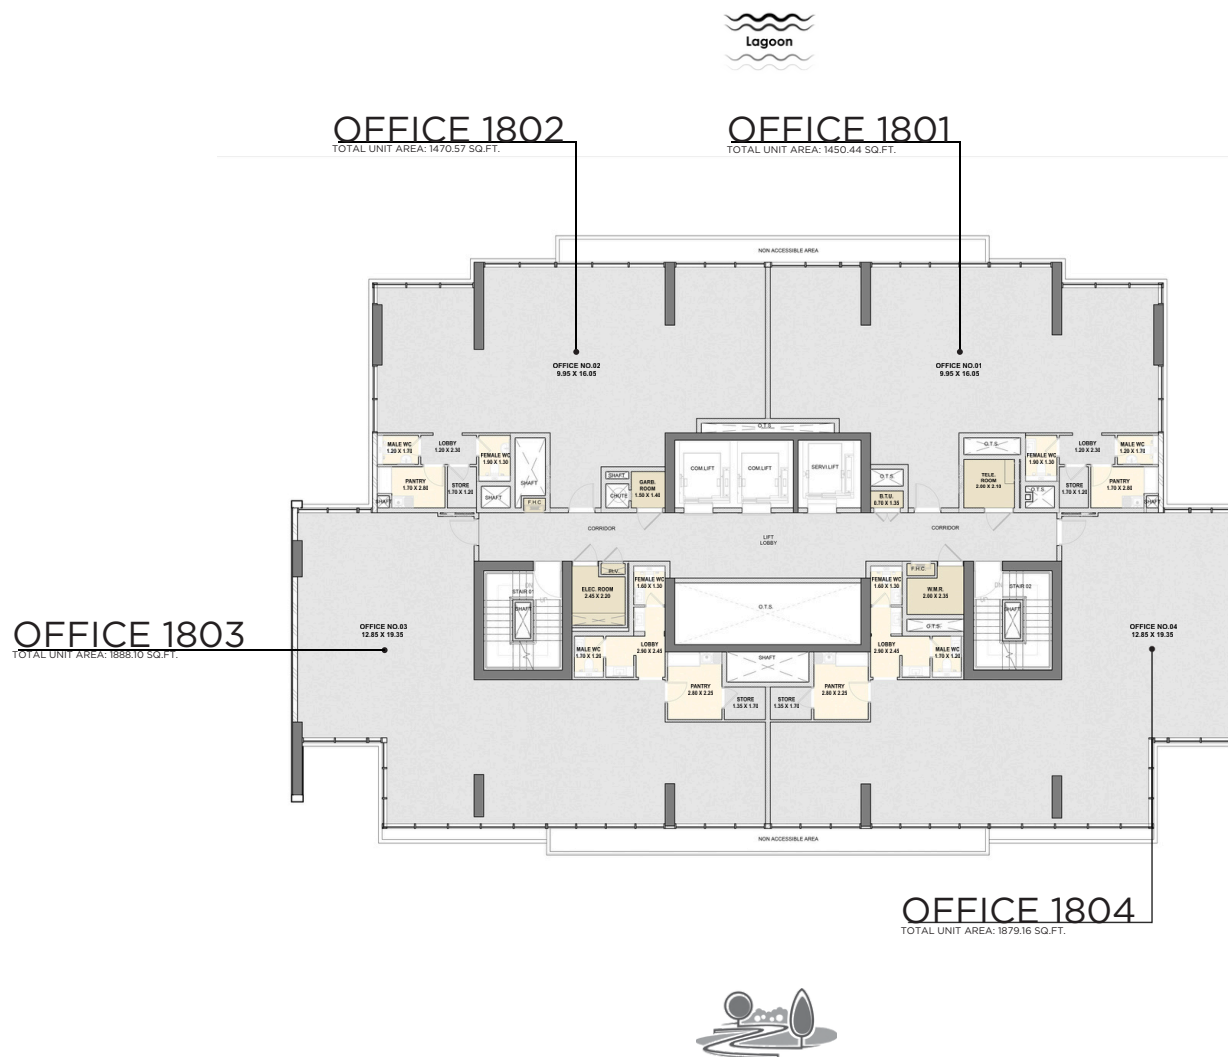 Lagoon
OFFICE 1802
TOTAL UNIT AREA: 1470.57 SQ.FT.
OFFICE 1801
TOTAL UNIT AREA: 1450.44 SQ.FT.
NON ACCESSIBLE AREA
OFFICE NO.02
9.95 X 16.05
OFFICE NO.01
9.95 X 16.05
O.T.S.
MALE WC
1.20 X 1.70
LOBBY
1.20 X 2.30
FEMALE WC
1.90 X 1.30
SHAFT
PANTRY
1.70 X 2.80
STORE
1.70 X 1.20
SHAFT
SHAFT
F.H.C
SHAFT
CHUTE
GARB.
ROOM
1.50 X 1.40
COM.LIFT
COM.LIFT
SERVI.LIFT
O.T.S
B.T.U.
0.70 X 1.35
O.T.S.
TELE.
ROOM
2.00 X 2.10
FEMALE WC
1.90 X 1.30
O.T.S.
LOBBY
1.20 X 2.30
MALE WC
1.20 X 1.70
STORE
1.70 X 1.20
PANTRY
1.70 X 2.80
SHAFT
CORRIDOR
LIFT
LOBBY
CORRIDOR
DN
UP
STAIR 01
SHAFT
ELEC. ROOM
2.45 X 2.20
FEMALE WC
1.60 X 1.30
O.T.S.
FEMALE WC
1.60 X 1.30
F.H.C.
W.M.R.
2.00 X 2.35
O.T.S.
DN
STAIR 02
SHAFT
OFFICE 1803
TOTAL UNIT AREA: 1888.10 SQ.FT.
OFFICE NO.03
12.85 X 19.35
OFFICE NO.04
12.85 X 19.35
MALE WC
1.70 X 1.20
LOBBY
2.90 X 2.45
SHAFT
LOBBY
2.90 X 2.45
MALE WC
1.70 X 1.20
PANTRY
2.80 X 2.25
STORE
1.35 X 1.70
STORE
1.35 X 1.70
PANTRY
2.80 X 2.25
NON ACCESSIBLE AREA
OFFICE 1804
TOTAL UNIT AREA: 1879.16 SQ.FT.